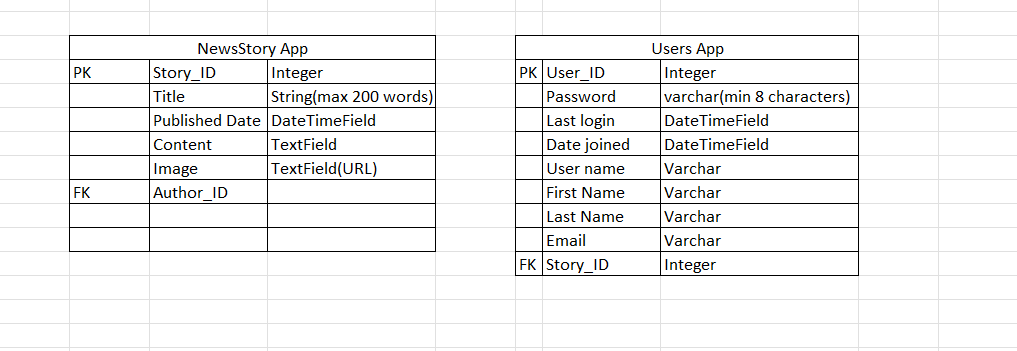 NewsStory App
PK Story_ID Integer
Title String(max 200 words)
Published Date DateTimeField
Content TextField
Image TextField(URL)
FK Author_ID
Users App
PK User_ID Integer
Password varchar(min 8 characters)
Last login DateTimeField
Date joined DateTimeField
User name Varchar
First Name Varchar
Last Name Varchar
Email Varchar
FK Story_ID Integer